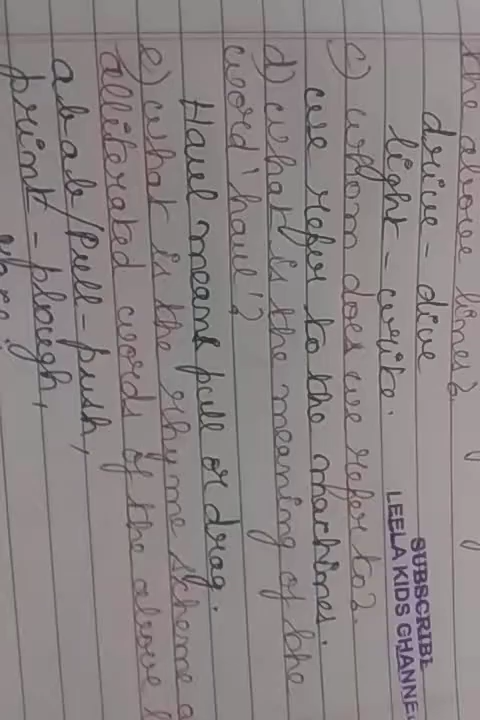 the above lines?
drive - dive
light - write.
c) whom does we refer to?
we refer to the machines.
d) what is the meaning of the
word 'haul'?
Haul means pull or drag.
e) what is the rhyme scheme
alliterated words of the above
abab/Pull-push,
print - plough,
SUBSCRIBE
LEELA KIDS CHANNE